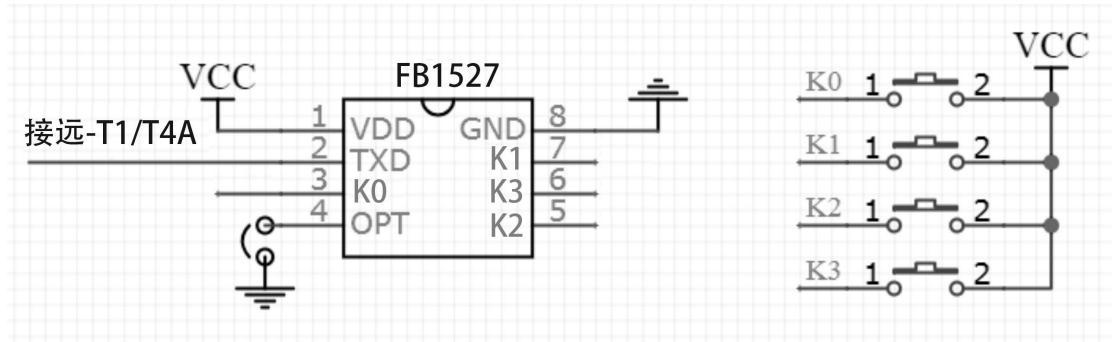 VCC
FB1527
接远-T1/T4A
1 VDD GND 8
2 TXD K1 7
3 K0 K3 6
4 OPT K2 5
VCC
K0 1 2
K1 1 2
K2 1 2
K3 1 2